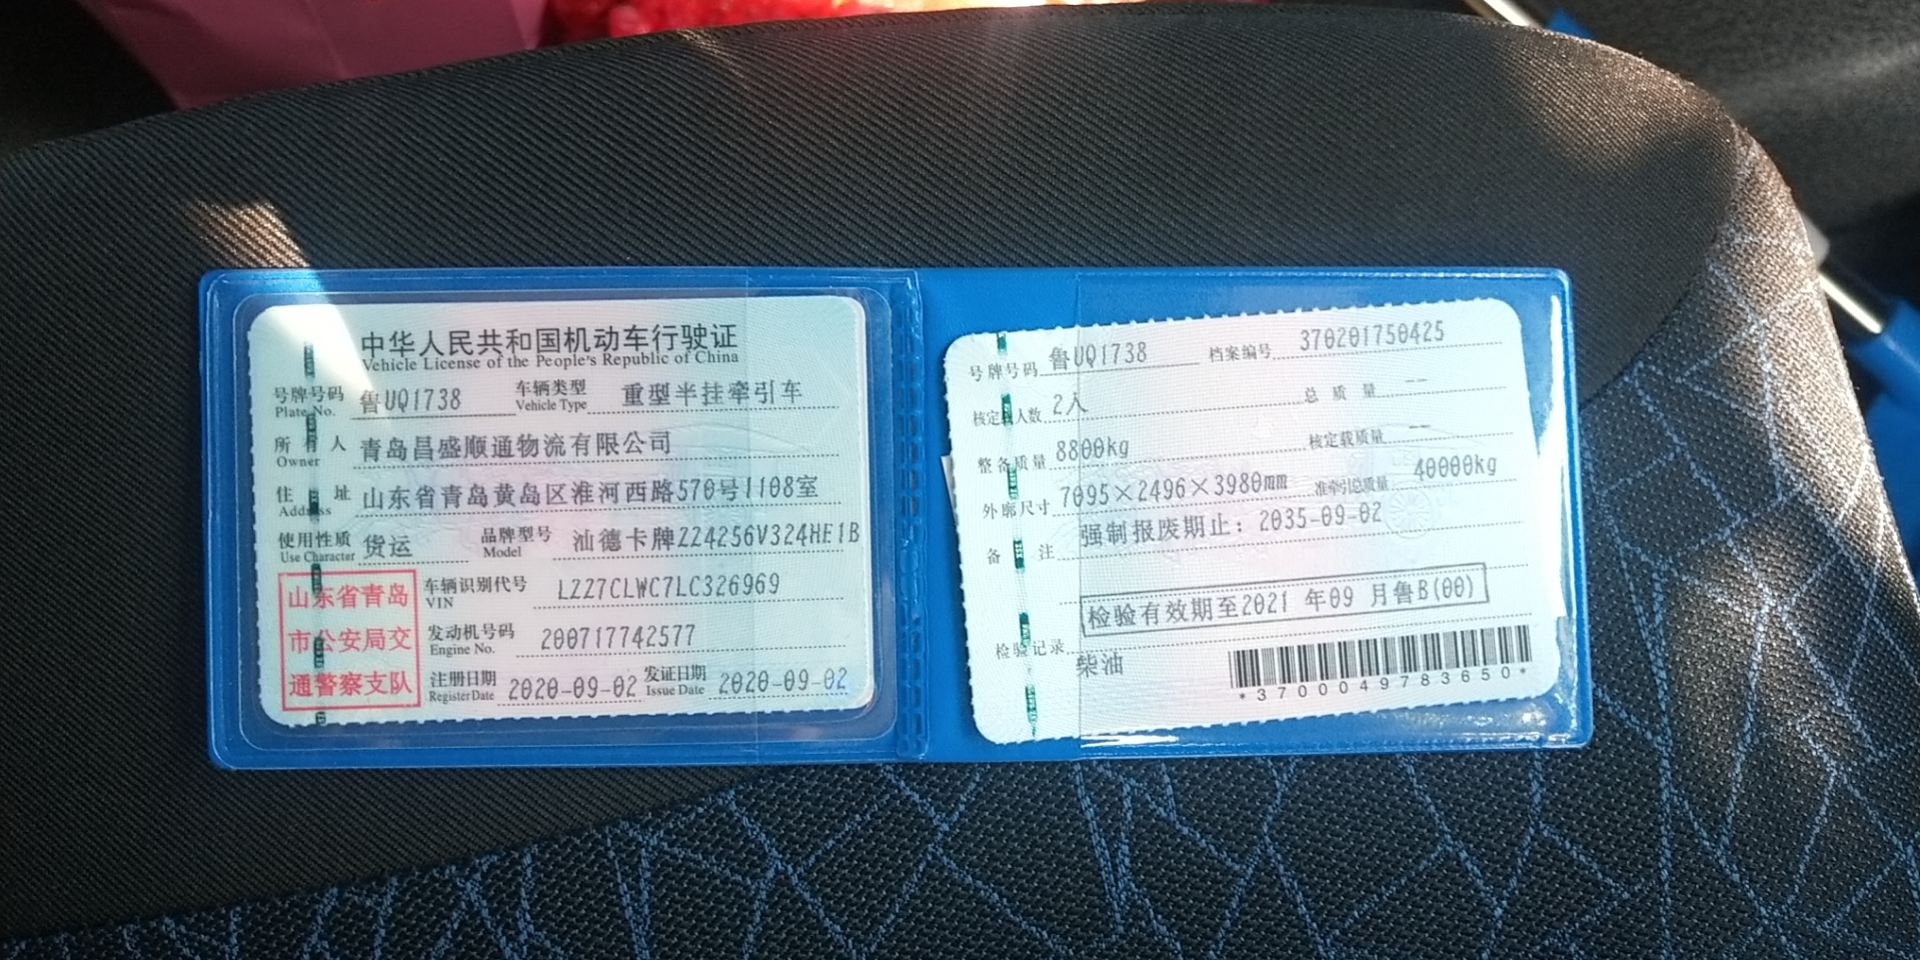 中华人民共和国机动车行驶证
Vehicle License of the People's Republic of China
号牌号码 鲁UQ1738 车辆类型 重型半挂牵引车
Plate No. Vehicle Type
所有人 青岛昌盛顺通物流有限公司
Owner
住址 山东省青岛黄岛区淮河西路570号1108室
Address
使用性质 货运 品牌型号 汕德卡牌ZZ4256V324HE1B
Use Character Model
山东省青岛
市公安局交
通警察支队
车辆识别代号 LZZ7CLWC7LC326969
VIN
发动机号码 200717742577
Engine No.
注册日期 2020-09-02 发证日期 2020-09-02
Register Date Issue Date
号牌号码 鲁UQ1738 档案编号 370201750425
核定载人数 2人 总质量 --
整备质量 8800kg 核定载质量 --
外廓尺寸 7095×2496×3980mm 准牵引总质量 40000kg
备注 强制报废期止：2035-09-02
检验有效期至2021 年09 月鲁B(00)
检验记录
柴油
*3700049783650*